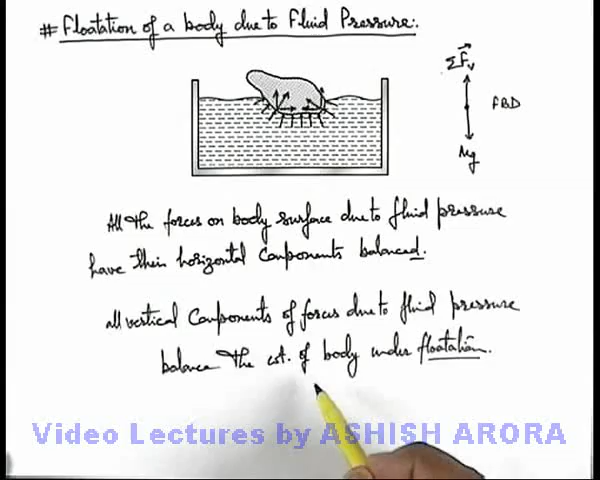 # Floatation of a body due to Fluid Pressure:
ΣF⃗v
FBD
Mg
All the forces on body surface due to fluid pressure
have their horizontal components balanced.
all vertical components of forces due to fluid pressure
balance the wt. of body under floatation.
Video Lectures by ASHISH ARORA